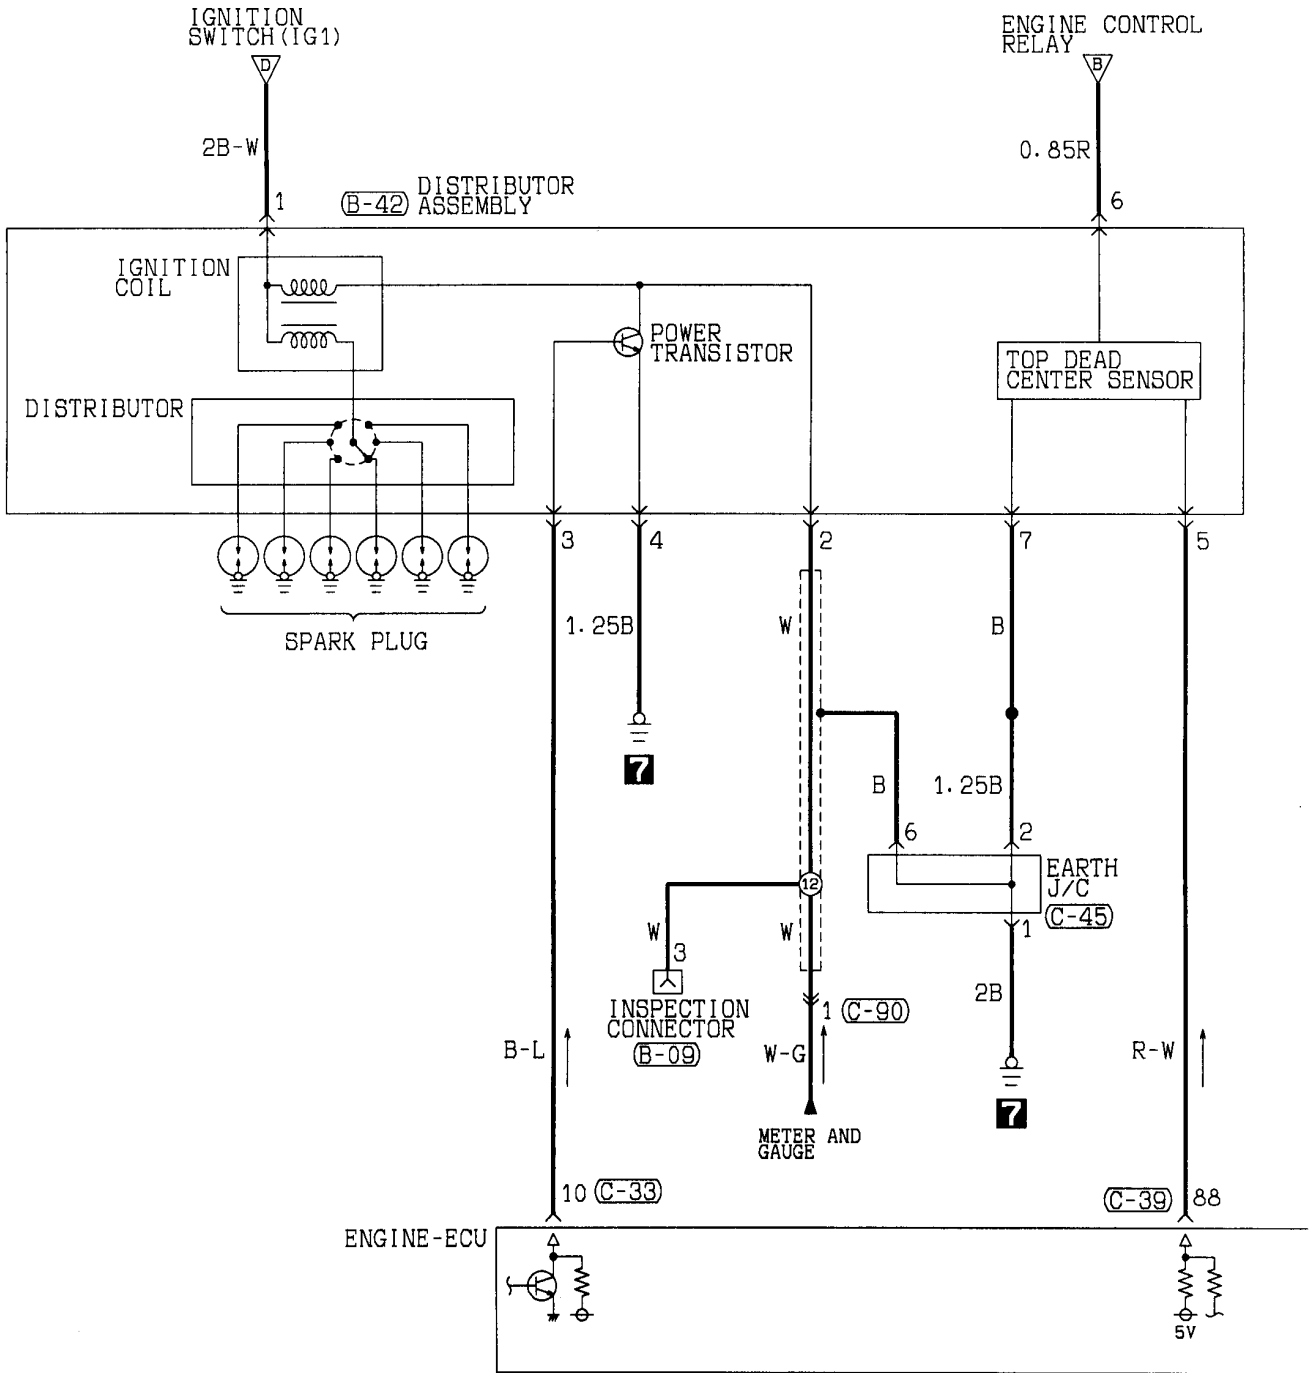 IGNITION
SWITCH(IG1)
ENGINE CONTROL
RELAY
D
B
2B-W
0.85R
1
B-42
DISTRIBUTOR
ASSEMBLY
6
IGNITION
COIL
POWER
TRANSISTOR
TOP DEAD
CENTER SENSOR
DISTRIBUTOR
3
4
2
7
5
SPARK PLUG
1.25B
W
B
7
B
1.25B
6
2
EARTH
J/C
C-45
12
W
W
3
1
2B
INSPECTION
CONNECTOR
B-09
1
C-90
B-L
W-G
R-W
7
METER AND
GAUGE
10
C-33
C-39
88
ENGINE-ECU
5V